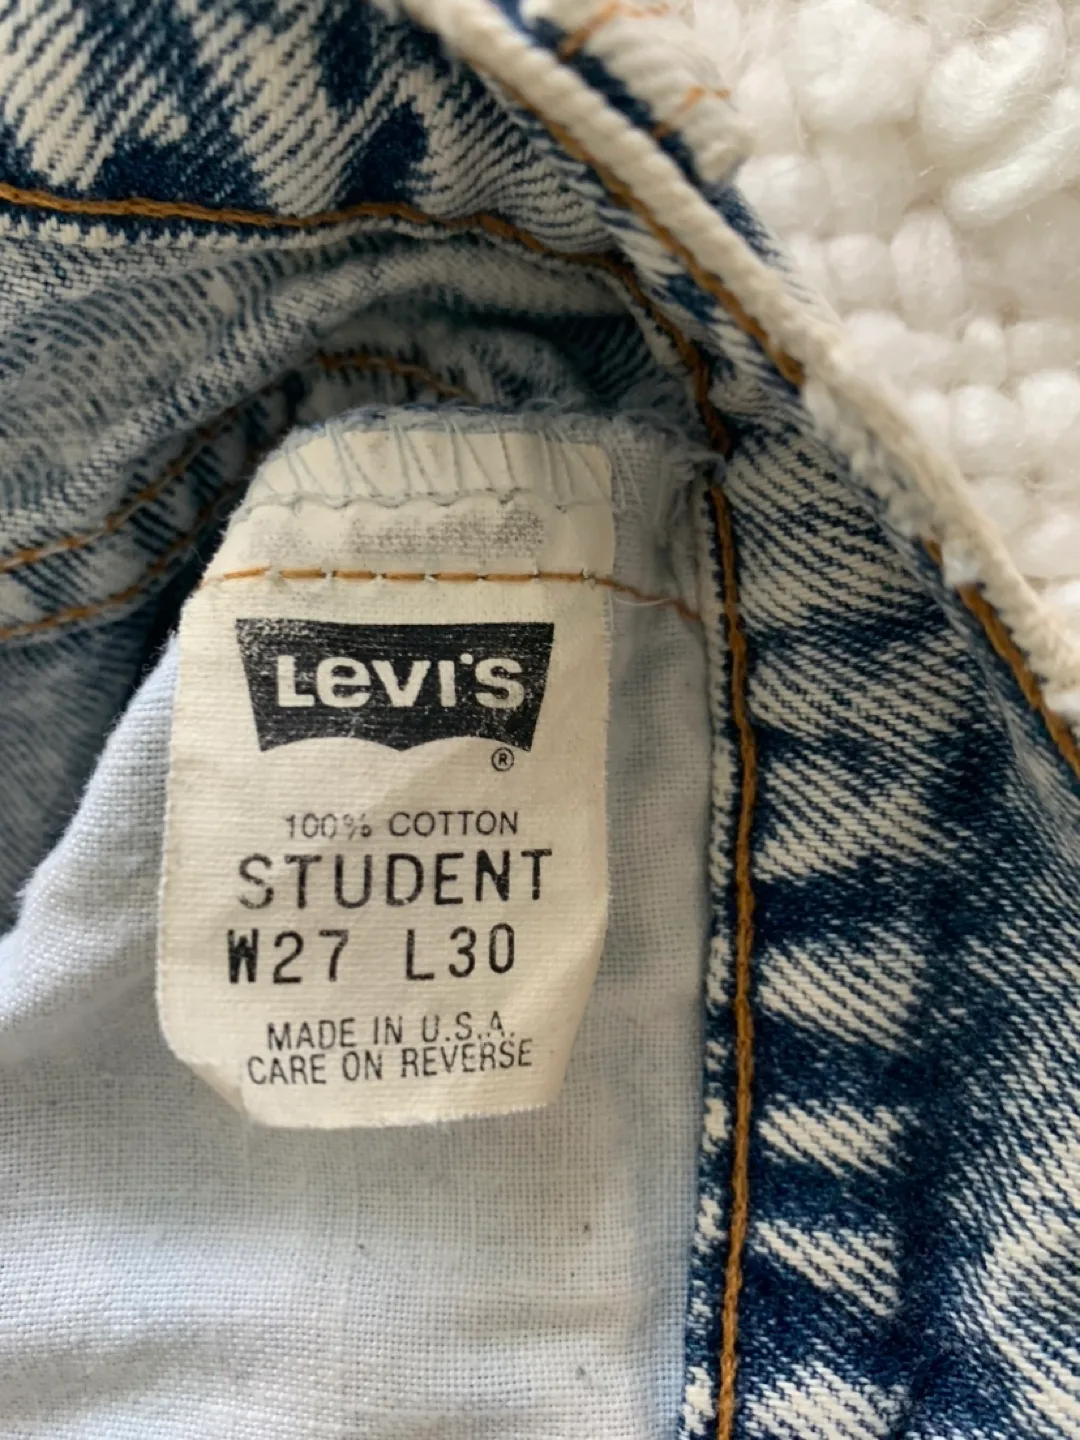 Levi's
®
100% COTTON
STUDENT
W27 L30
MADE IN U.S.A.
CARE ON REVERSE